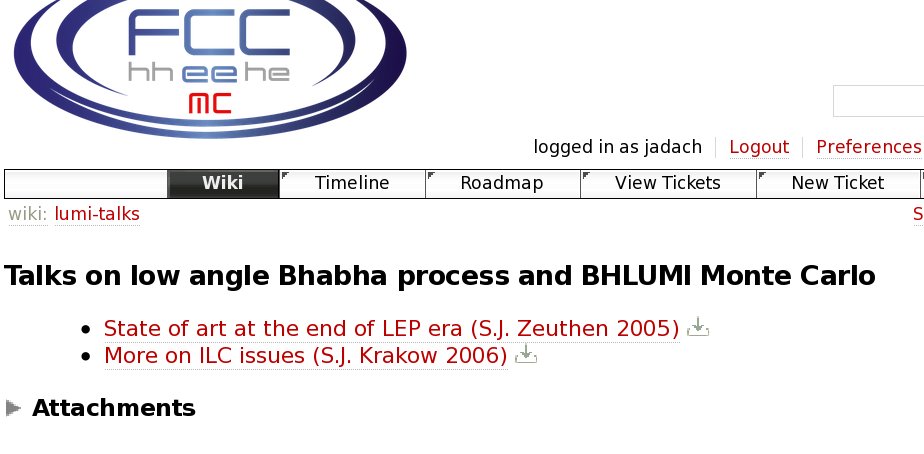 FCC
hh ee he
MC
logged in as jadach Logout Preferences
Wiki Timeline Roadmap View Tickets New Ticket
wiki: lumi-talks S
Talks on low angle Bhabha process and BHLUMI Monte Carlo
• State of art at the end of LEP era (S.J. Zeuthen 2005)
• More on ILC issues (S.J. Krakow 2006)
Attachments